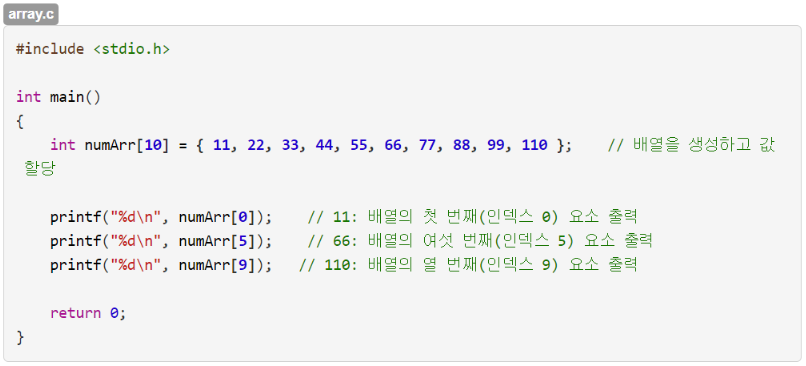 array.c
#include <stdio.h>
int main()
{
    int numArr[10] = { 11, 22, 33, 44, 55, 66, 77, 88, 99, 110 };    // 배열을 생성하고 값
할당
    printf("%d\n", numArr[0]);    // 11: 배열의 첫 번째(인덱스 0) 요소 출력
    printf("%d\n", numArr[5]);    // 66: 배열의 여섯 번째(인덱스 5) 요소 출력
    printf("%d\n", numArr[9]);   // 110: 배열의 열 번째(인덱스 9) 요소 출력
    return 0;
}